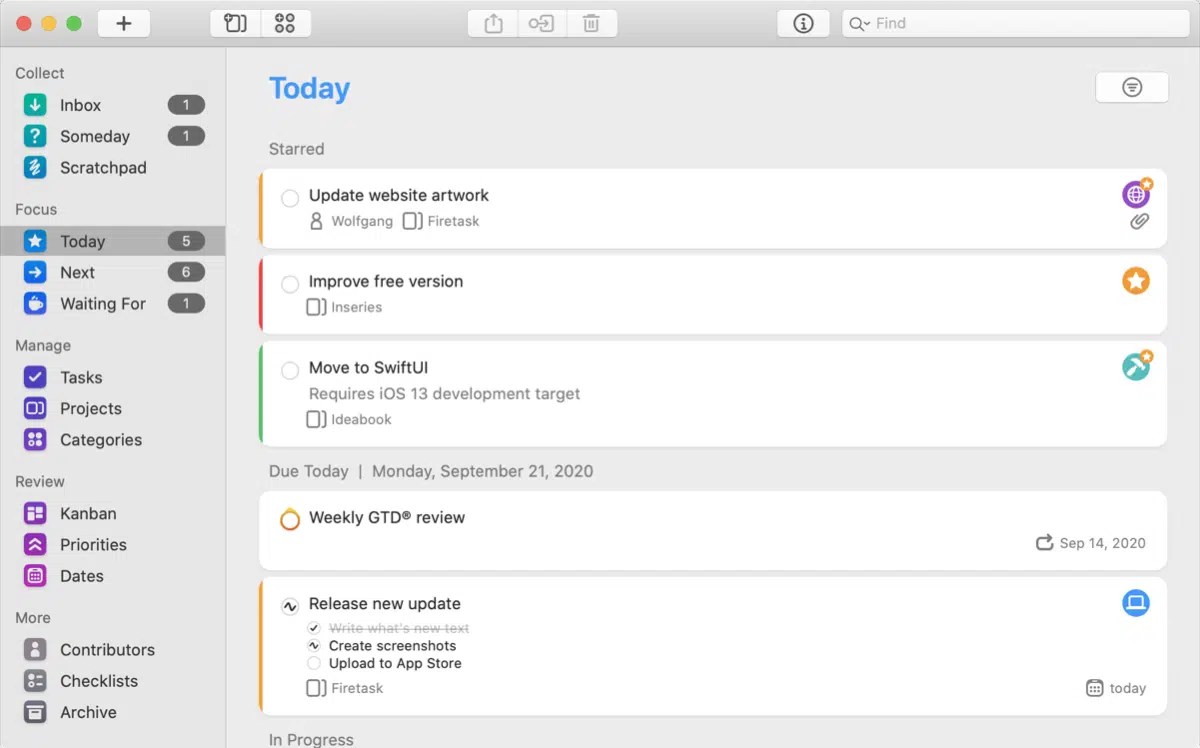 Find
Collect
Inbox 1
Someday 1
Scratchpad
Focus
Today 5
Next 6
Waiting For 1
Manage
Tasks
Projects
Categories
Review
Kanban
Priorities
Dates
More
Contributors
Checklists
Archive
Today
Starred
Update website artwork
Wolfgang Firetask
Improve free version
Inseries
Move to SwiftUI
Requires iOS 13 development target
Ideabook
Due Today | Monday, September 21, 2020
Weekly GTD® review
Sep 14, 2020
Release new update
Write what's new text
Create screenshots
Upload to App Store
Firetask today
In Progress